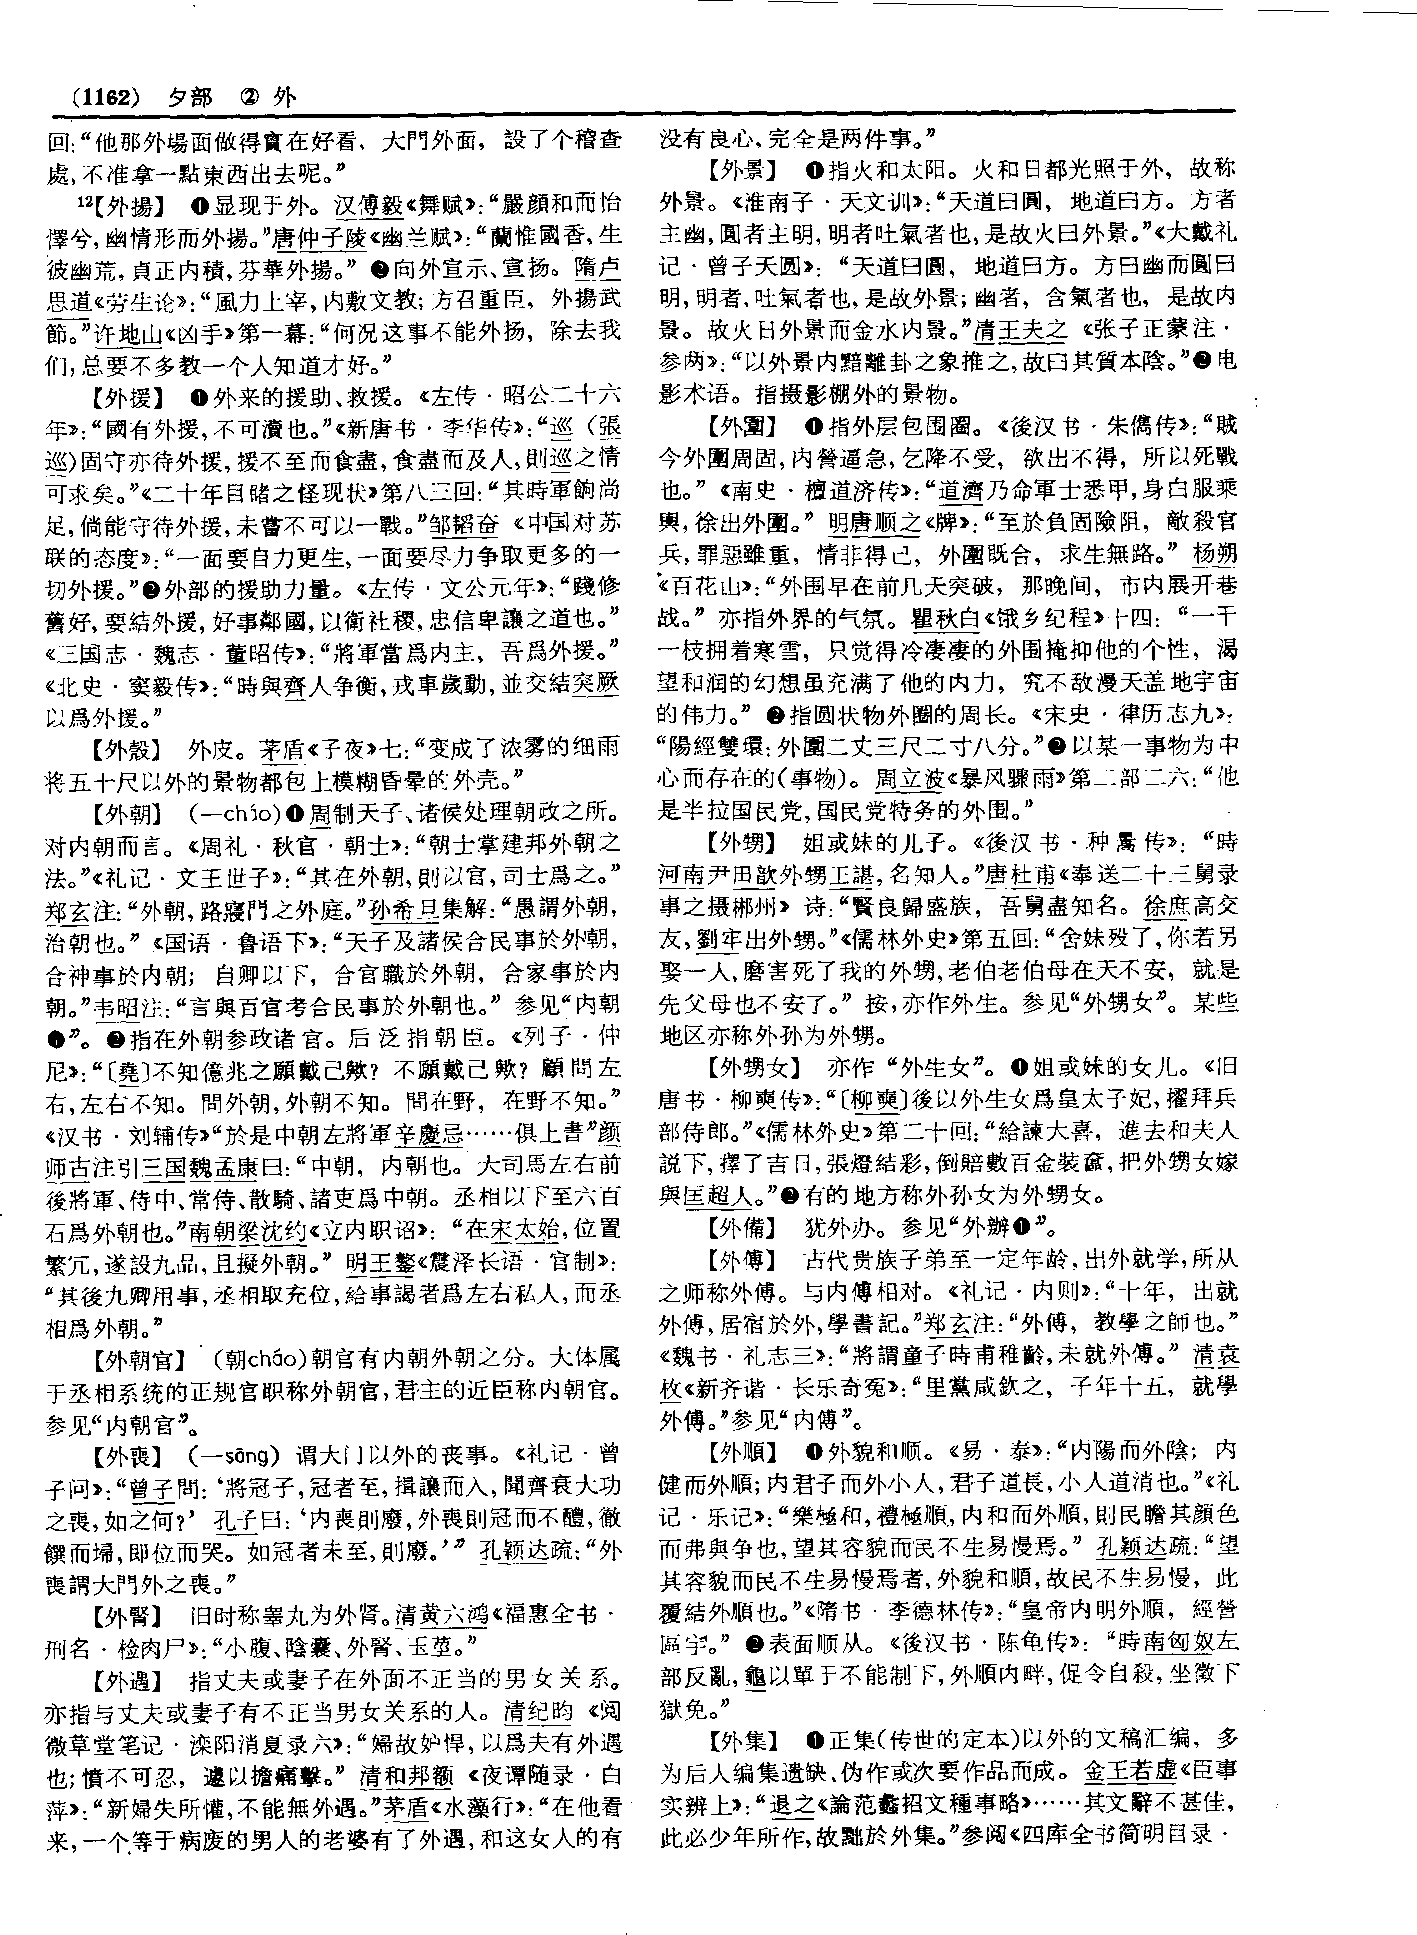 (1162) 夕部 ② 外
回：“他那外場面做得實在好看，大門外面，設了个稽查
處，不准拿一點東西出去呢。”
12【外揚】 ❶显现于外。汉傅毅《舞赋》：“嚴顔和而怡
懌兮，幽情形而外揚。”唐仲子陵《幽兰赋》：“蘭惟國香，生
彼幽荒，貞正内積，芬華外揚。” ❷向外宣示、宣扬。隋卢
思道《劳生论》：“風力上宰，内敷文教；方召重臣，外揚武
節。”许地山《凶手》第一幕：“何况这事不能外扬，除去我
们，总要不多教一个人知道才好。”
【外援】 ❶外来的援助、救援。《左传·昭公二十六
年》：“國有外援，不可瀆也。”《新唐书·李华传》：“巡（張
巡）固守亦待外援，援不至而食盡，食盡而及人，則巡之情
可求矣。”《二十年目睹之怪现状》第八三回：“其時軍餉尚
足，倘能守待外援，未嘗不可以一戰。”邹韬奋《中国对苏
联的态度》：“一面要自力更生，一面要尽力争取更多的一
切外援。”❷外部的援助力量。《左传·文公元年》：“踐修
舊好，要結外援，好事鄰國，以衛社稷，忠信卑讓之道也。”
《三国志·魏志·董昭传》：“將軍當爲内主，吾爲外援。”
《北史·窦毅传》：“時與齊人争衡，戎車歲動，並交結突厥
以爲外援。”
【外殻】 外皮。茅盾《子夜》七：“变成了浓雾的细雨
将五十尺以外的景物都包上模糊昏晕的外壳。”
【外朝】 （—cháo）❶周制天子、诸侯处理朝政之所。
对内朝而言。《周礼·秋官·朝士》：“朝士掌建邦外朝之
法。”《礼记·文王世子》：“其在外朝，則以官，司士爲之。”
郑玄注：“外朝，路寢門之外庭。”孙希旦集解：“愚謂外朝，
治朝也。”《国语·鲁语下》：“天子及諸侯合民事於外朝，
合神事於内朝；自卿以下，合官職於外朝，合家事於内
朝。”韦昭注：“言與百官考合民事於外朝也。” 参见“内朝
❶”。 ❷指在外朝参政诸官。后泛指朝臣。《列子·仲
尼》：“〔堯〕不知億兆之願戴己歟？不願戴己歟？顧問左
右，左右不知。問外朝，外朝不知。問在野，在野不知。”
《汉书·刘辅传》“於是中朝左將軍辛慶忌……俱上書”颜
师古注引三国魏孟康曰：“中朝，内朝也。大司馬左右前
後將軍、侍中、常侍、散騎、諸吏爲中朝。丞相以下至六百
石爲外朝也。”南朝梁沈约《立内职诏》：“在宋太始，位置
繁冗，遂設九品，且擬外朝。” 明王鏊《震泽长语·官制》：
“其後九卿用事，丞相取充位，給事謁者爲左右私人，而丞
相爲外朝。”
【外朝官】 （朝cháo）朝官有内朝外朝之分。大体属
于丞相系统的正规官职称外朝官，君主的近臣称内朝官。
参见“内朝官”。
【外喪】 （—sāng）谓大门以外的丧事。《礼记·曾
子问》：“曾子問：‘將冠子，冠者至，揖讓而入，聞齊衰大功
之喪，如之何？’ 孔子曰：‘内喪則廢，外喪則冠而不醴，徹
饌而埽，即位而哭。如冠者未至，則廢。’” 孔颖达疏：“外
喪謂大門外之喪。”
【外腎】 旧时称睾丸为外肾。清黄六鸿《福惠全书·
刑名·检肉尸》：“小腹、陰囊、外腎、玉莖。”
【外遇】 指丈夫或妻子在外面不正当的男女关系。
亦指与丈夫或妻子有不正当男女关系的人。清纪昀《阅
微草堂笔记·滦阳消夏录六》：“婦故妒悍，以爲夫有外遇
也；憤不可忍，遽以擔痛擊。” 清和邦额《夜谭随录·白
萍》：“新婦失所懽，不能無外遇。”茅盾《水藻行》：“在他看
来，一个等于病废的男人的老婆有了外遇，和这女人的有
没有良心，完全是两件事。”
【外景】 ❶指火和太阳。火和日都光照于外，故称
外景。《淮南子·天文训》：“天道曰圓，地道曰方。方者
主幽，圓者主明，明者吐氣者也，是故火曰外景。”《大戴礼
记·曾子天圆》：“天道曰圓，地道曰方。方曰幽而圓曰
明，明者，吐氣者也，是故外景；幽者，含氣者也，是故内
景。故火日外景而金水内景。”清王夫之《张子正蒙注·
参两》：“以外景内黯離卦之象推之，故曰其質本陰。”❷电
影术语。指摄影棚外的景物。
【外圍】 ❶指外层包围圈。《後汉书·朱儁传》：“賊
今外圍周固，内營逼急，乞降不受，欲出不得，所以死戰
也。”《南史·檀道济传》：“道濟乃命軍士悉甲，身白服乘
輿，徐出外圍。” 明唐顺之《牌》：“至於負固險阻，敵殺官
兵，罪惡雖重，情非得已，外圍既合，求生無路。” 杨朔
《百花山》：“外围早在前几天突破，那晚间，市内展开巷
战。” 亦指外界的气氛。瞿秋白《饿乡纪程》十四：“一干
一枝拥着寒雪，只觉得冷凄凄的外围掩抑他的个性，渴
望和润的幻想虽充满了他的内力，究不敌漫天盖地宇宙
的伟力。” ❷指圆状物外圈的周长。《宋史·律历志九》：
“陽經雙環：外圍二丈三尺二寸八分。”❸以某一事物为中
心而存在的（事物）。周立波《暴风骤雨》第二部二六：“他
是半拉国民党，国民党特务的外围。”
【外甥】 姐或妹的儿子。《後汉书·种暠传》：“時
河南尹田歆外甥王諶，名知人。”唐杜甫《奉送二十三舅录
事之摄郴州》诗：“賢良歸盛族，吾舅盡知名。徐庶高交
友，劉牢出外甥。”《儒林外史》第五回：“舍妹殁了，你若另
娶一人，磨害死了我的外甥，老伯老伯母在天不安，就是
先父母也不安了。” 按，亦作外生。参见“外甥女”。某些
地区亦称外孙为外甥。
【外甥女】 亦作“外生女”。❶姐或妹的女儿。《旧
唐书·柳奭传》：“〔柳奭〕後以外生女爲皇太子妃，擢拜兵
部侍郎。”《儒林外史》第二十回：“給諫大喜，進去和夫人
説下，擇了吉日，張燈結彩，倒賠數百金裝奩，把外甥女嫁
與匡超人。”❷有的地方称外孙女为外甥女。
【外備】 犹外办。参见“外辦❶”。
【外傅】 古代贵族子弟至一定年龄，出外就学，所从
之师称外傅。与内傅相对。《礼记·内则》：“十年，出就
外傅，居宿於外，學書記。”郑玄注：“外傅，教學之師也。”
《魏书·礼志三》：“將謂童子時甫稚齡，未就外傅。” 清袁
枚《新齐谐·长乐奇冤》：“里黨咸欽之，子年十五，就學
外傅。”参见“内傅”。
【外順】 ❶外貌和顺。《易·泰》：“内陽而外陰；内
健而外順；内君子而外小人，君子道長，小人道消也。”《礼
记·乐记》：“樂極和，禮極順，内和而外順，則民瞻其顔色
而弗與争也，望其容貌而民不生易慢焉。” 孔颖达疏：“望
其容貌而民不生易慢焉者，外貌和順，故民不生易慢，此
覆結外順也。”《隋书·李德林传》：“皇帝内明外順，經營
區宇。” ❷表面顺从。《後汉书·陈龟传》：“時南匈奴左
部反亂，龜以單于不能制下，外順内畔，促令自殺，坐徵下
獄免。”
【外集】 ❶正集（传世的定本）以外的文稿汇编，多
为后人编集遗缺、伪作或次要作品而成。金王若虚《臣事
实辨上》：“退之《論范蠡招文種事略》……其文辭不甚佳，
此必少年所作，故黜於外集。”参阅《四库全书简明目录·